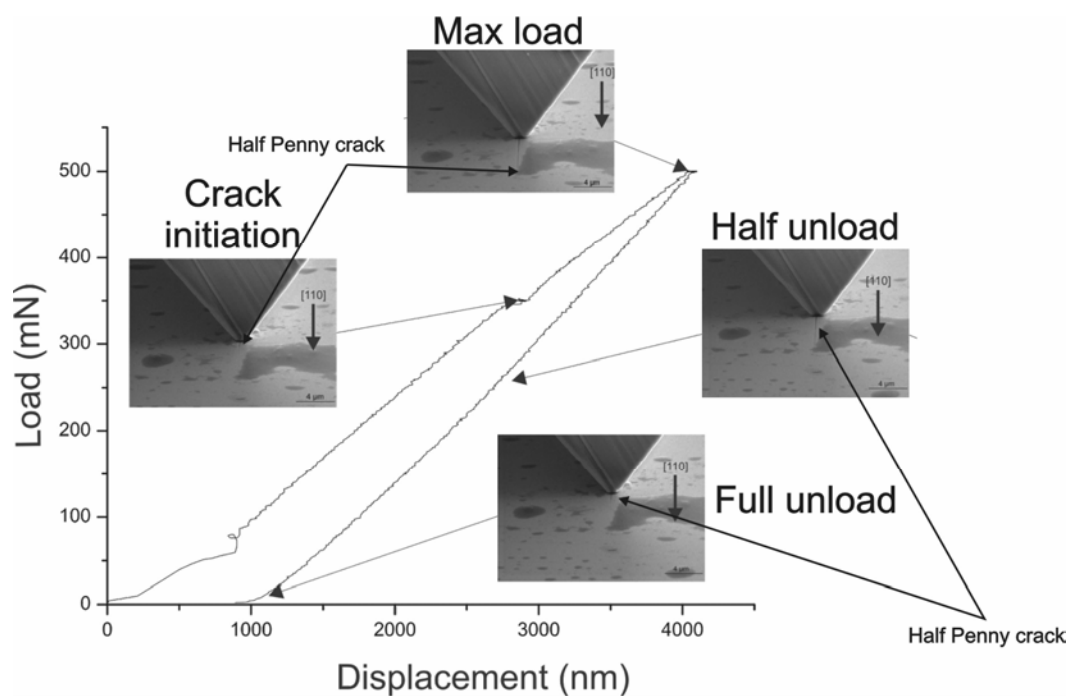 Max load
[110]
4 µm
Half Penny crack
Crack
initiation
[110]
4 µm
Half unload
[110]
4 µm
[110]
4 µm
Full unload
Half Penny crack
Load (mN)
500
400
300
200
100
0
0
1000
2000
3000
4000
Displacement (nm)